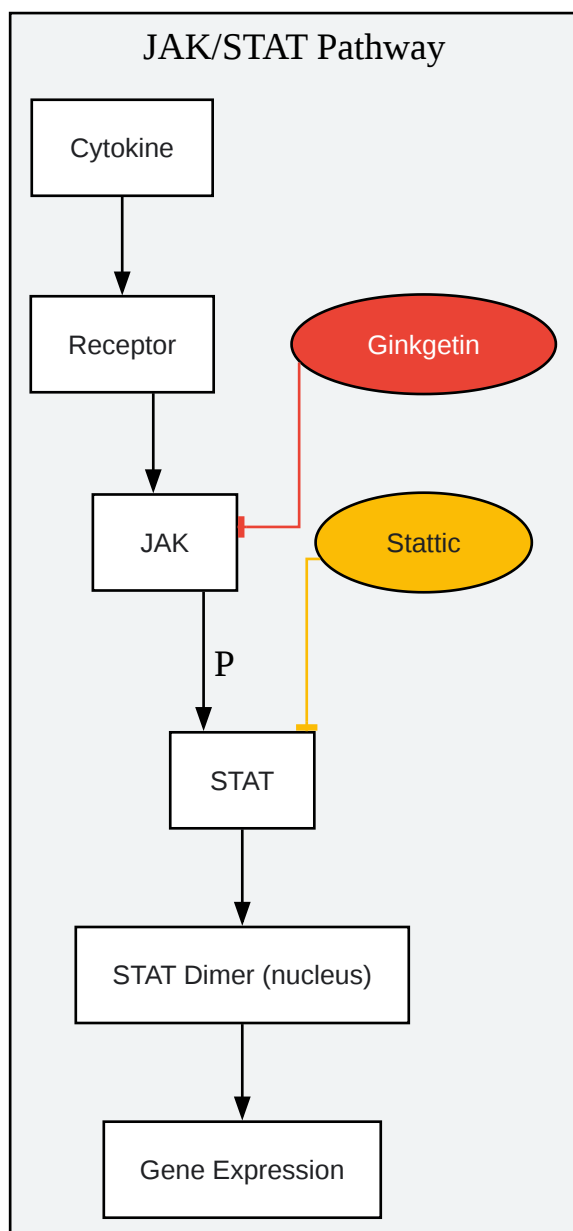 JAK/STAT Pathway
Cytokine
Receptor
Ginkgetin
JAK
Stattic
P
STAT
STAT Dimer (nucleus)
Gene Expression